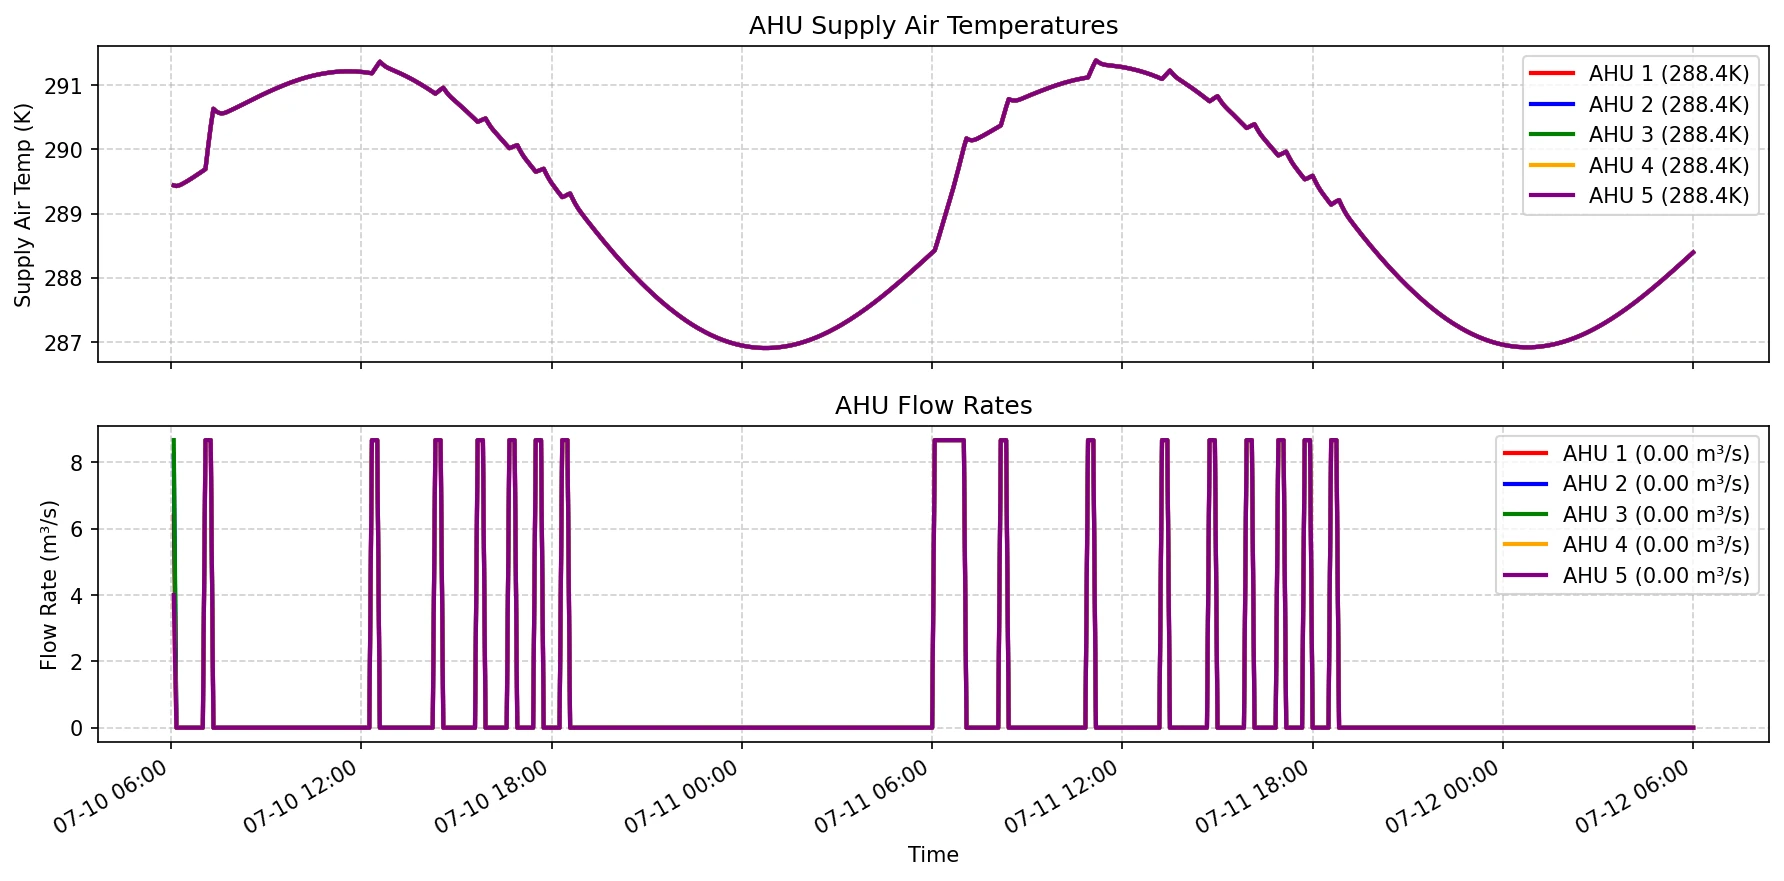 AHU Supply Air Temperatures
Supply Air Temp (K)
291
290
289
288
287
AHU 1 (288.4K)
AHU 2 (288.4K)
AHU 3 (288.4K)
AHU 4 (288.4K)
AHU 5 (288.4K)
AHU Flow Rates
Flow Rate (m³/s)
8
6
4
2
0
AHU 1 (0.00 m³/s)
AHU 2 (0.00 m³/s)
AHU 3 (0.00 m³/s)
AHU 4 (0.00 m³/s)
AHU 5 (0.00 m³/s)
07-10 06:00
07-10 12:00
07-10 18:00
07-11 00:00
07-11 06:00
07-11 12:00
07-11 18:00
07-12 00:00
07-12 06:00
Time